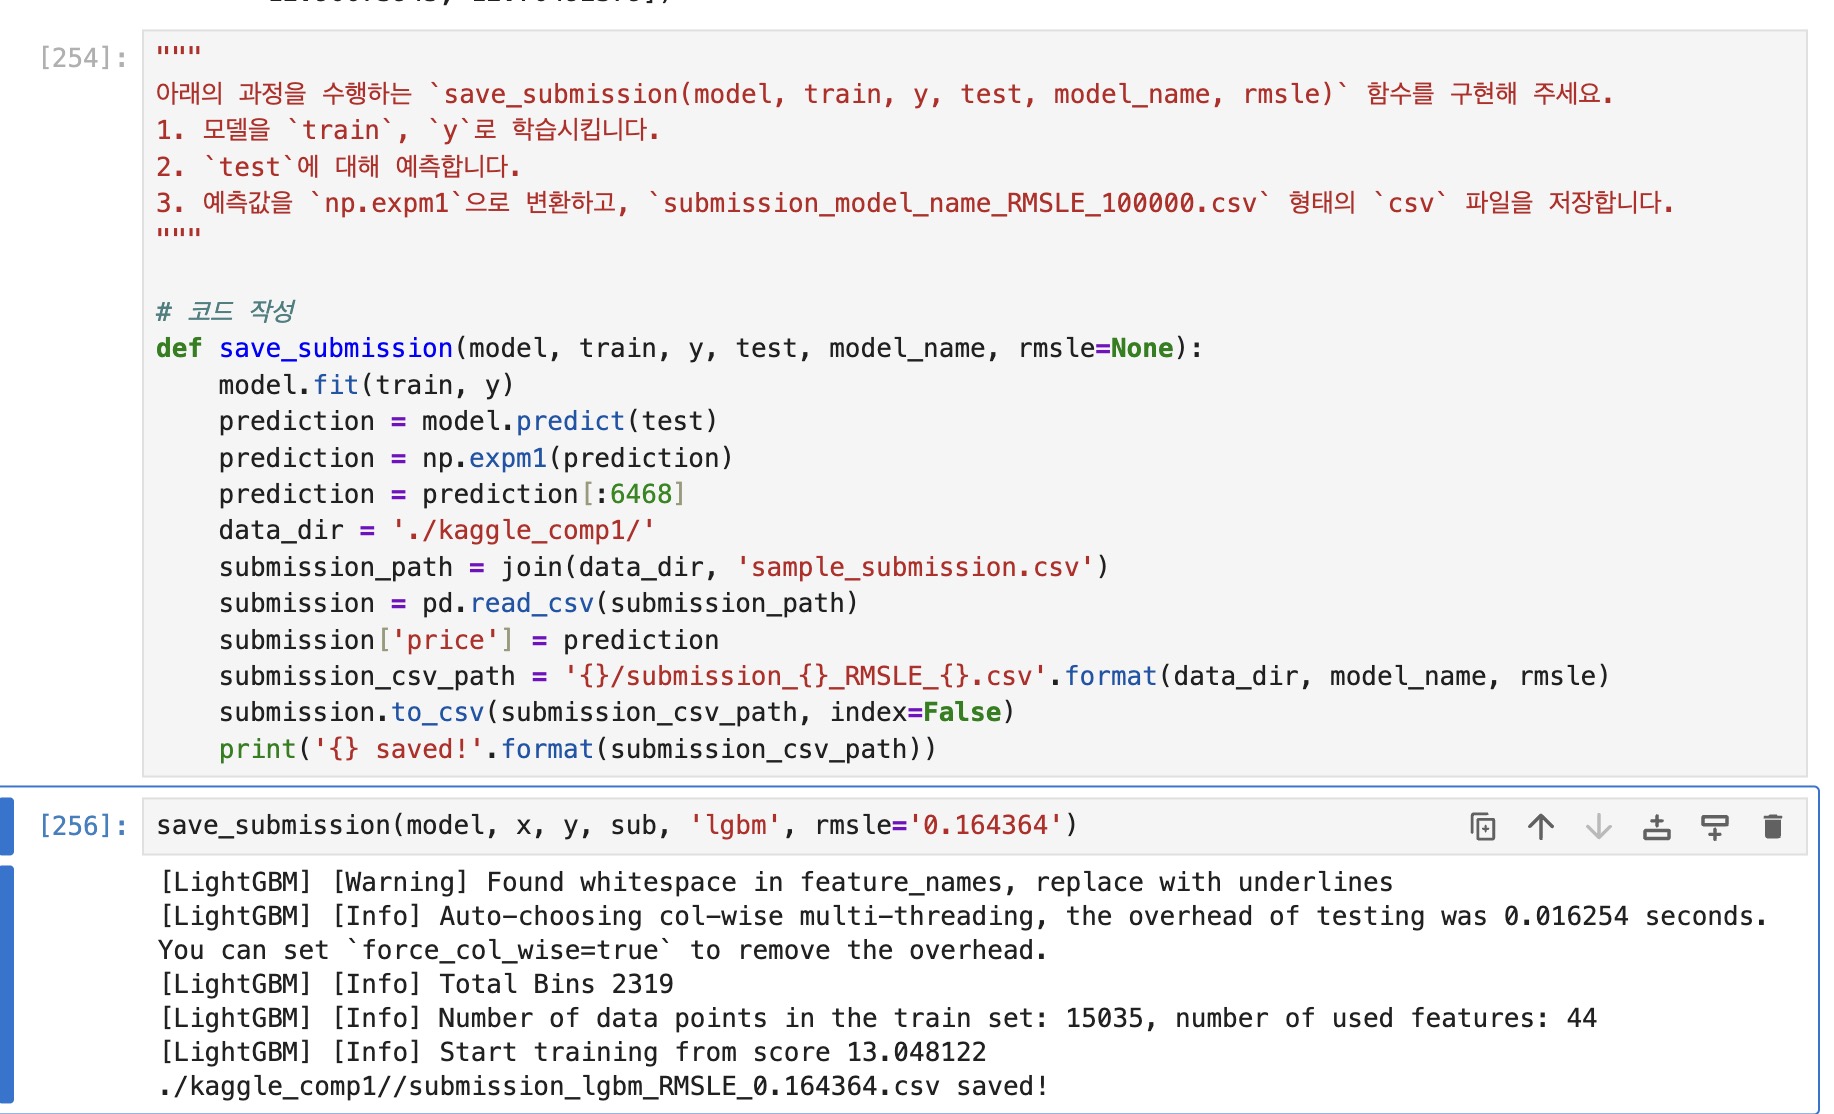 [254]:
"""
아래의 과정을 수행하는 `save_submission(model, train, y, test, model_name, rmsle)` 함수를 구현해 주세요.
1. 모델을 `train`, `y`로 학습시킵니다.
2. `test`에 대해 예측합니다.
3. 예측값을 `np.expm1`으로 변환하고, `submission_model_name_RMSLE_100000.csv` 형태의 `csv` 파일을 저장합니다.
"""
# 코드 작성
def save_submission(model, train, y, test, model_name, rmsle=None):
    model.fit(train, y)
    prediction = model.predict(test)
    prediction = np.expm1(prediction)
    prediction = prediction[:6468]
    data_dir = './kaggle_comp1/'
    submission_path = join(data_dir, 'sample_submission.csv')
    submission = pd.read_csv(submission_path)
    submission['price'] = prediction
    submission_csv_path = '{}/submission_{}_RMSLE_{}.csv'.format(data_dir, model_name, rmsle)
    submission.to_csv(submission_csv_path, index=False)
    print('{} saved!'.format(submission_csv_path))
[256]: save_submission(model, x, y, sub, 'lgbm', rmsle='0.164364')
[LightGBM] [Warning] Found whitespace in feature_names, replace with underlines
[LightGBM] [Info] Auto-choosing col-wise multi-threading, the overhead of testing was 0.016254 seconds.
You can set `force_col_wise=true` to remove the overhead.
[LightGBM] [Info] Total Bins 2319
[LightGBM] [Info] Number of data points in the train set: 15035, number of used features: 44
[LightGBM] [Info] Start training from score 13.048122
./kaggle_comp1//submission_lgbm_RMSLE_0.164364.csv saved!